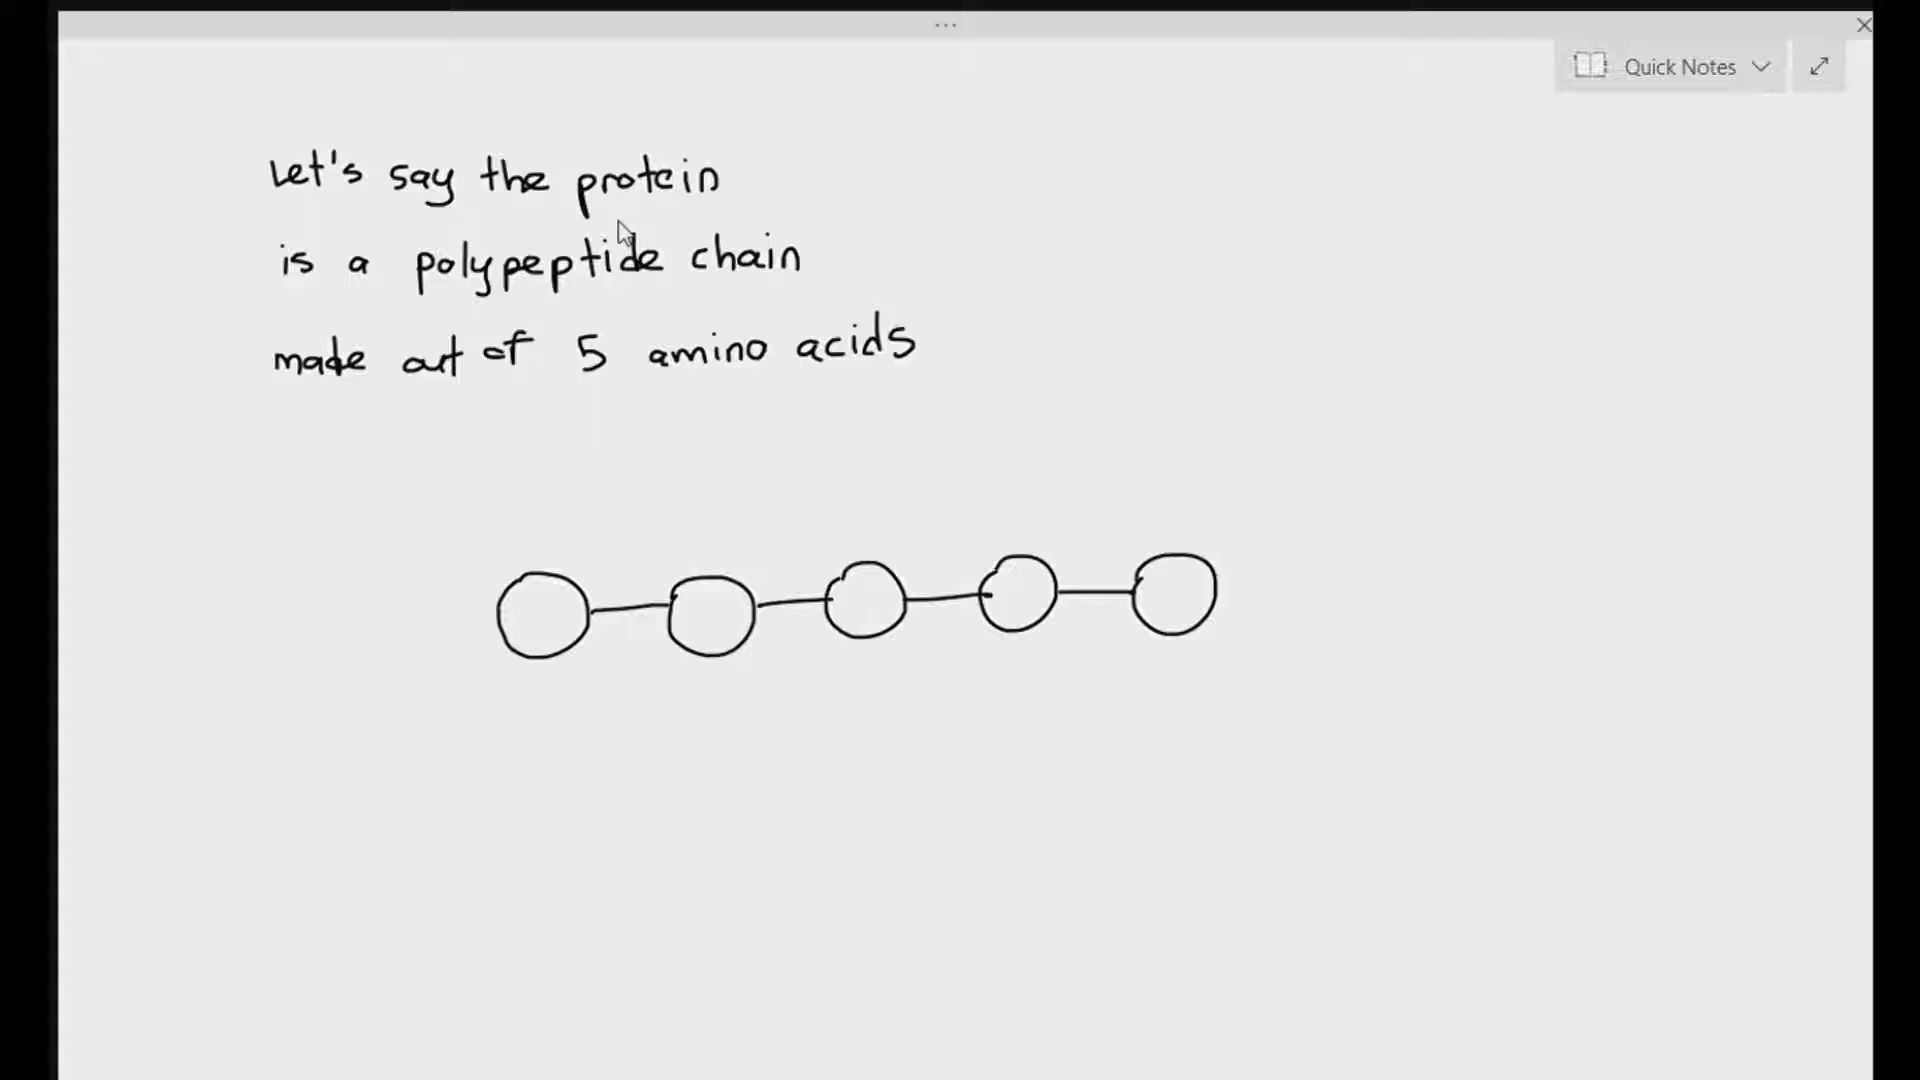 Quick Notes
Let's say the protein
is a polypeptide chain
made out of 5 amino acids